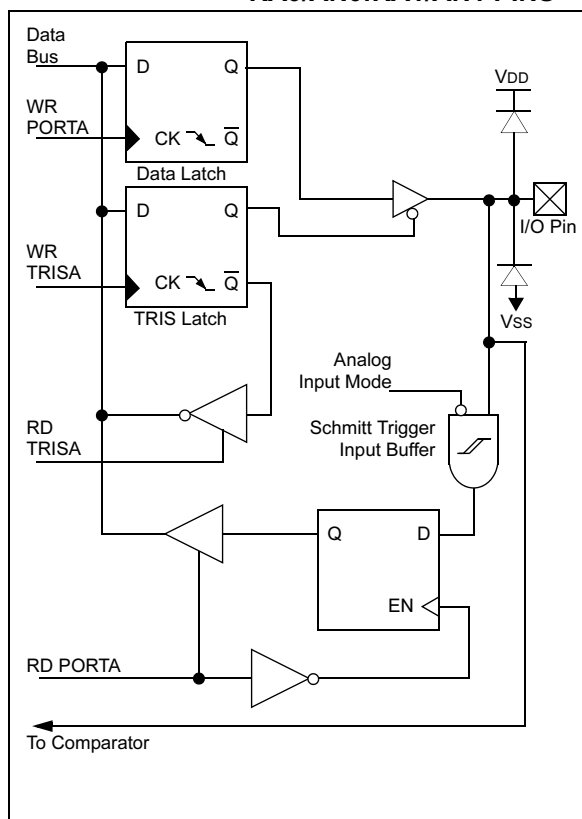 Data
Bus
D
Q
WR
PORTA
CK
Q̅
Data Latch
D
Q
WR
TRISA
CK
Q̅
TRIS Latch
VDD
I/O Pin
VSS
Analog
Input Mode
Schmitt Trigger
Input Buffer
RD
TRISA
Q
D
EN
RD PORTA
To Comparator